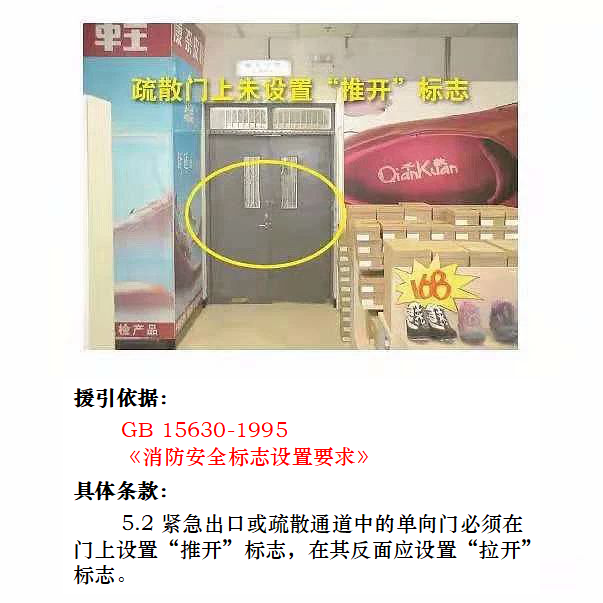 疏散门上未设置“推开”标志
QianKuan
168
检产品
援引依据：
GB 15630-1995
《消防安全标志设置要求》
具体条款：
5.2 紧急出口或疏散通道中的单向门必须在
门上设置“推开”标志，在其反面应设置“拉开”
标志。